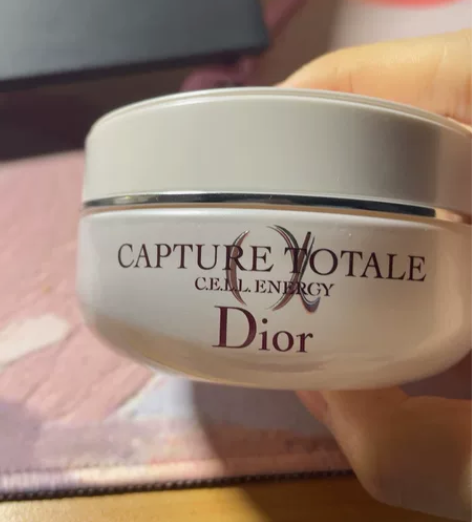 CAPTURE TOTALE
C.E.L.L. ENERGY
Dior